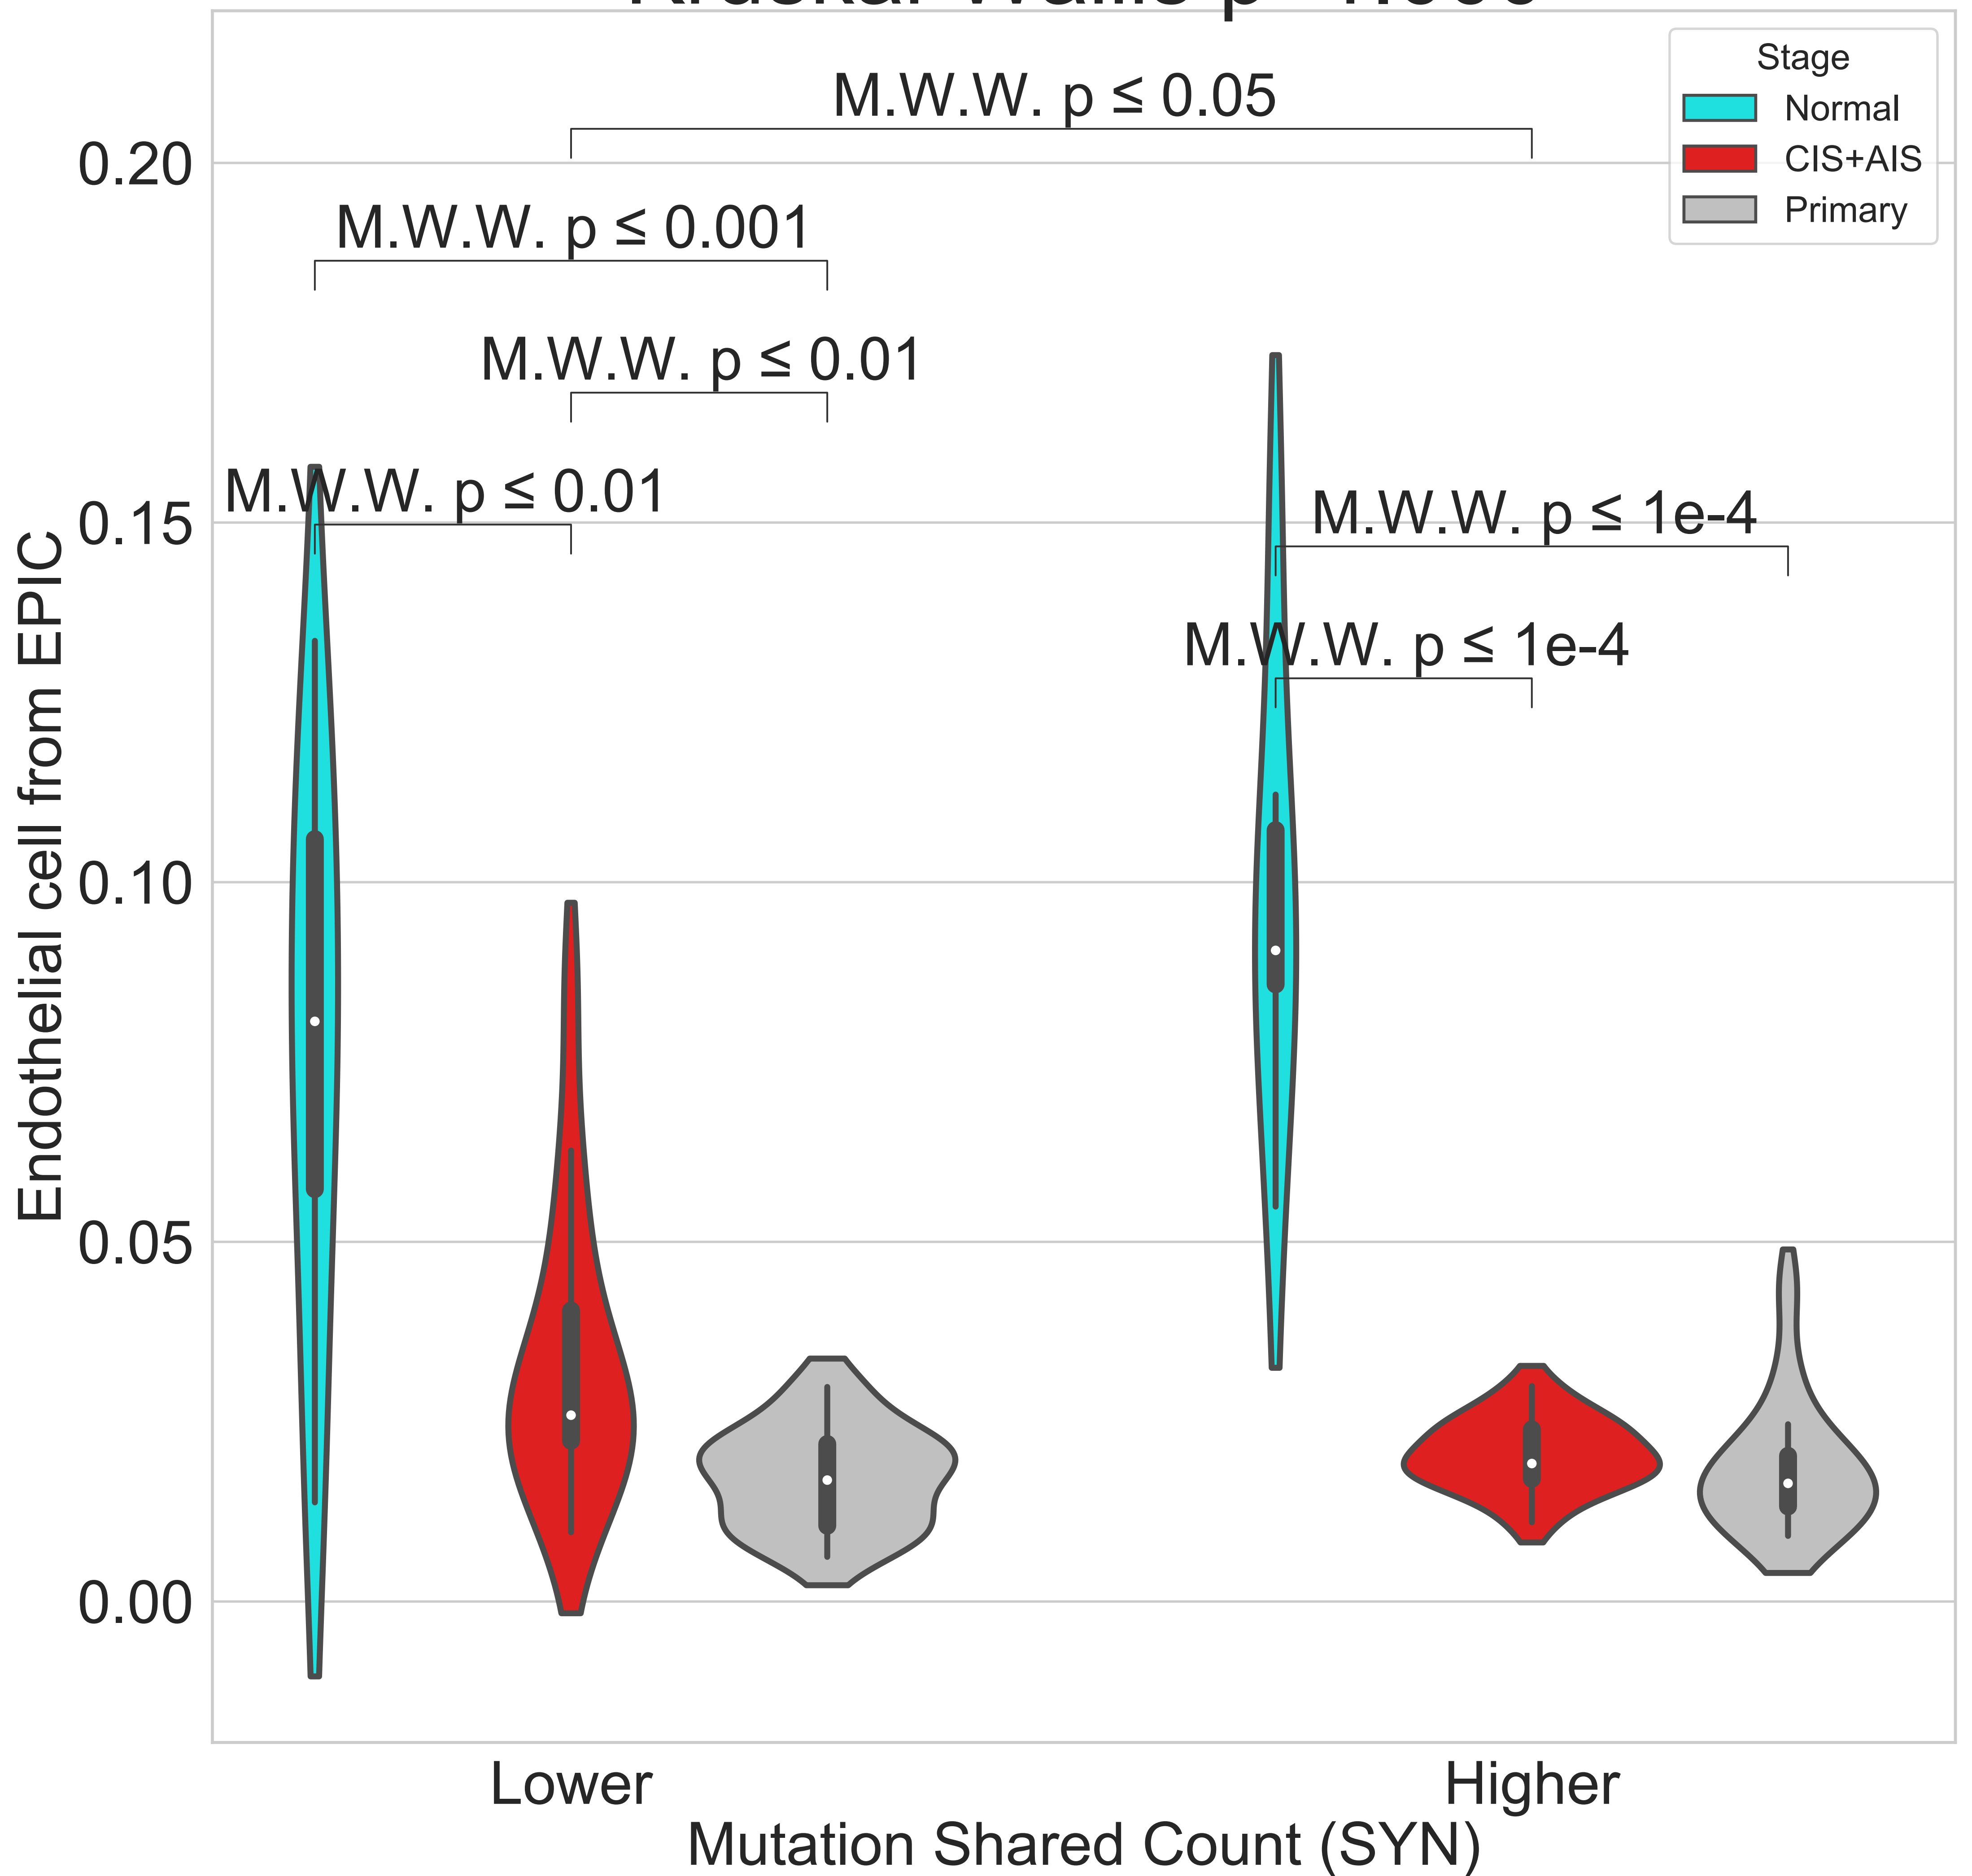 M.W.W. p ≤ 0.05
M.W.W. p ≤ 0.001
M.W.W. p ≤ 0.01
M.W.W. p ≤ 0.01
M.W.W. p ≤ 1e-4
M.W.W. p ≤ 1e-4
Stage
Normal
CIS+AIS
Primary
0.20
0.15
0.10
0.05
0.00
Endothelial cell from EPIC
Lower
Higher
Mutation Shared Count (SYN)